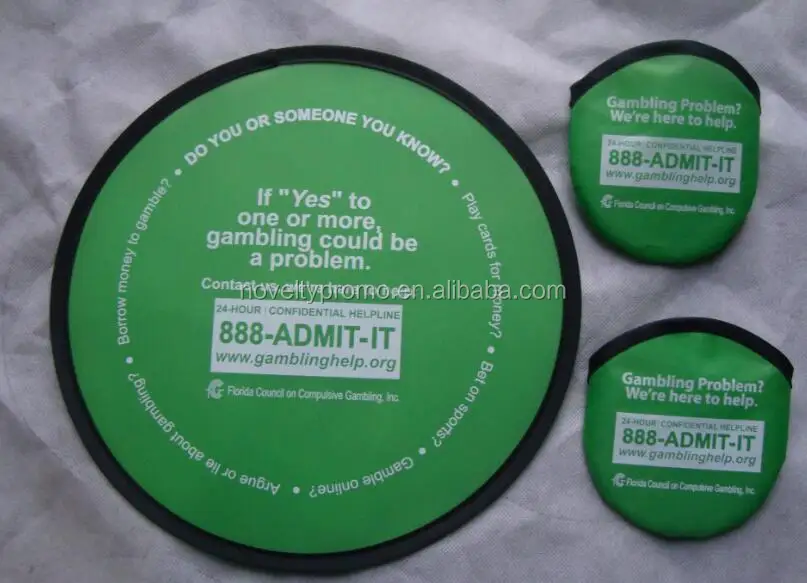 DO YOU OR SOMEONE YOU KNOW?
• Play cards for money?
• Bet on sports?
• Gamble online?
• Argue or lie about gambling?
• Borrow money to gamble? •
If "Yes" to
one or more,
gambling could be
a problem.
Contact us,
noveltypromo.en.alibaba.com
24-HOUR CONFIDENTIAL HELPLINE
888-ADMIT-IT
www.gamblinghelp.org
Florida Council on Compulsive Gambling, Inc.
Gambling Problem?
We're here to help.
24-HOUR CONFIDENTIAL HELPLINE
888-ADMIT-IT
www.gamblinghelp.org
Florida Council on Compulsive Gambling, Inc.
Gambling Problem?
We're here to help.
24-HOUR CONFIDENTIAL HELPLINE
888-ADMIT-IT
www.gamblinghelp.org
Florida Council on Compulsive Gambling, Inc.